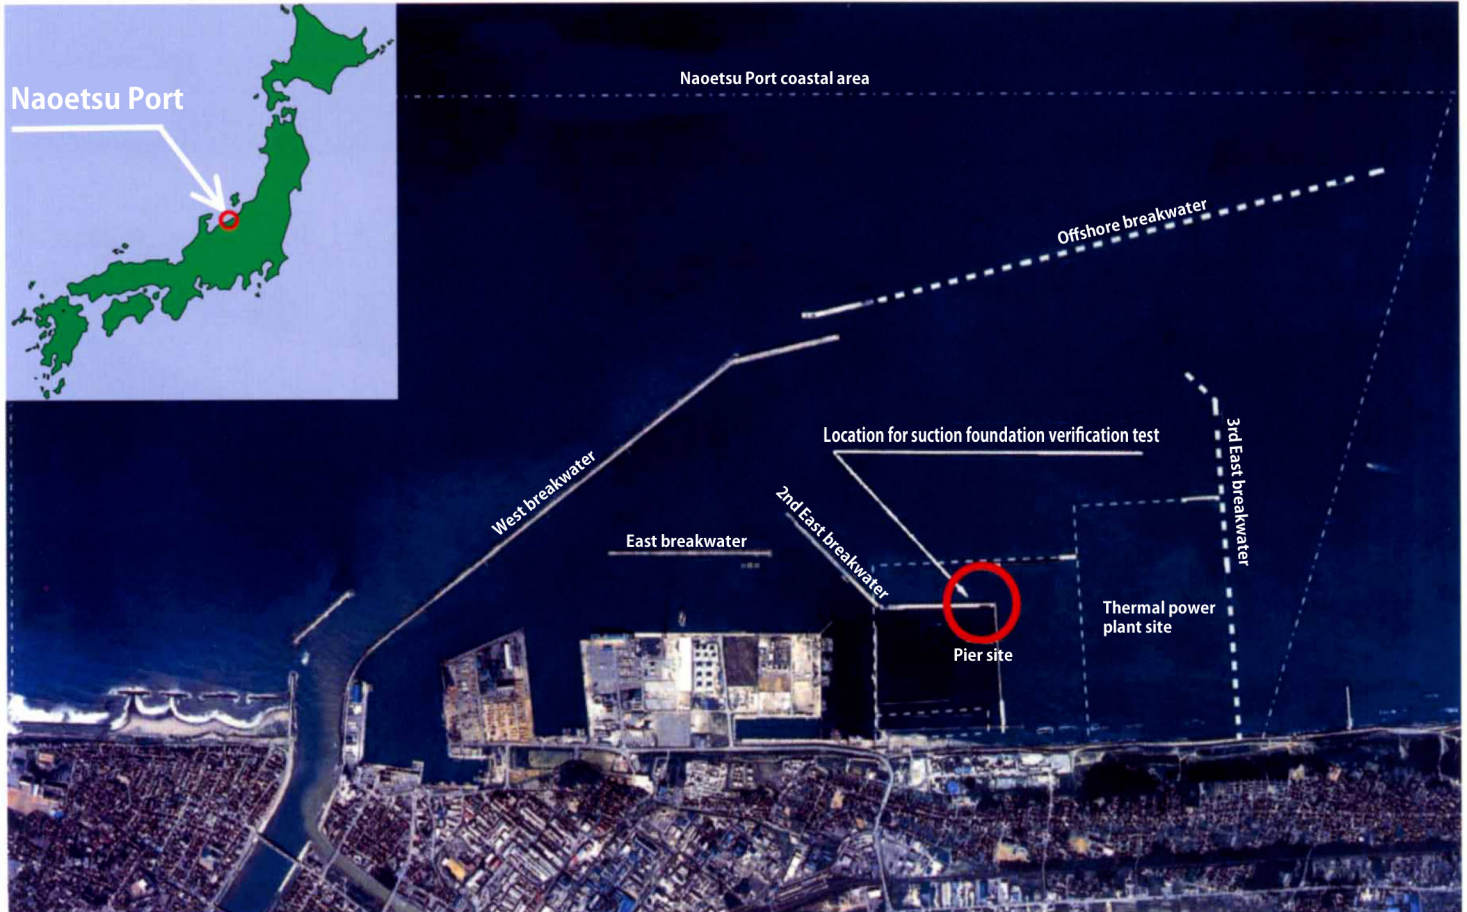 Naoetsu Port coastal area
Naoetsu Port
Offshore breakwater
Location for suction foundation verification test
3rd East breakwater
West breakwater
2nd East breakwater
East breakwater
Thermal power
plant site
Pier site